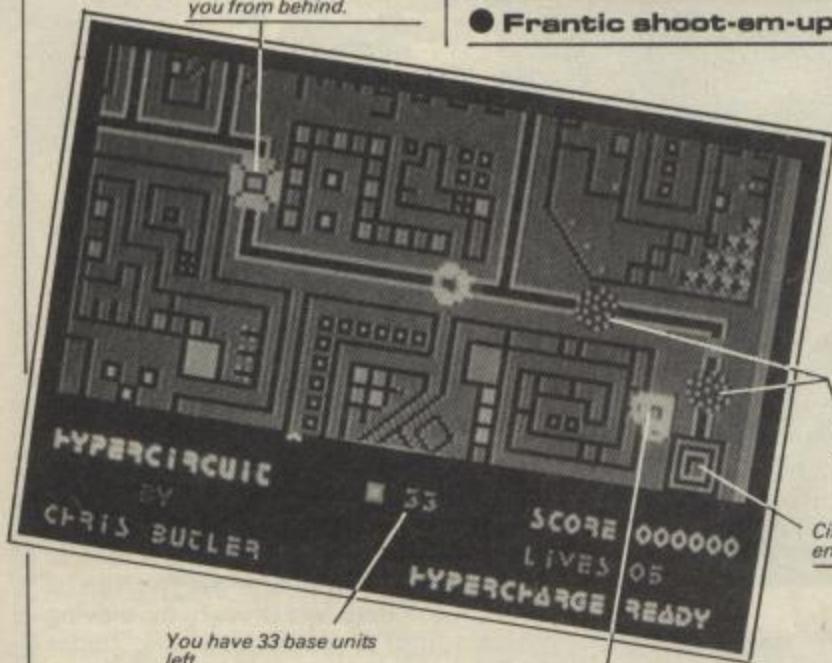 you from behind.
● Frantic shoot-em-up
HYPERCIRCUIT
BY
CHRIS BUTLER
33
SCORE 000000
LIVES 05
HYPERCHARGE READY
You have 33 base units
left